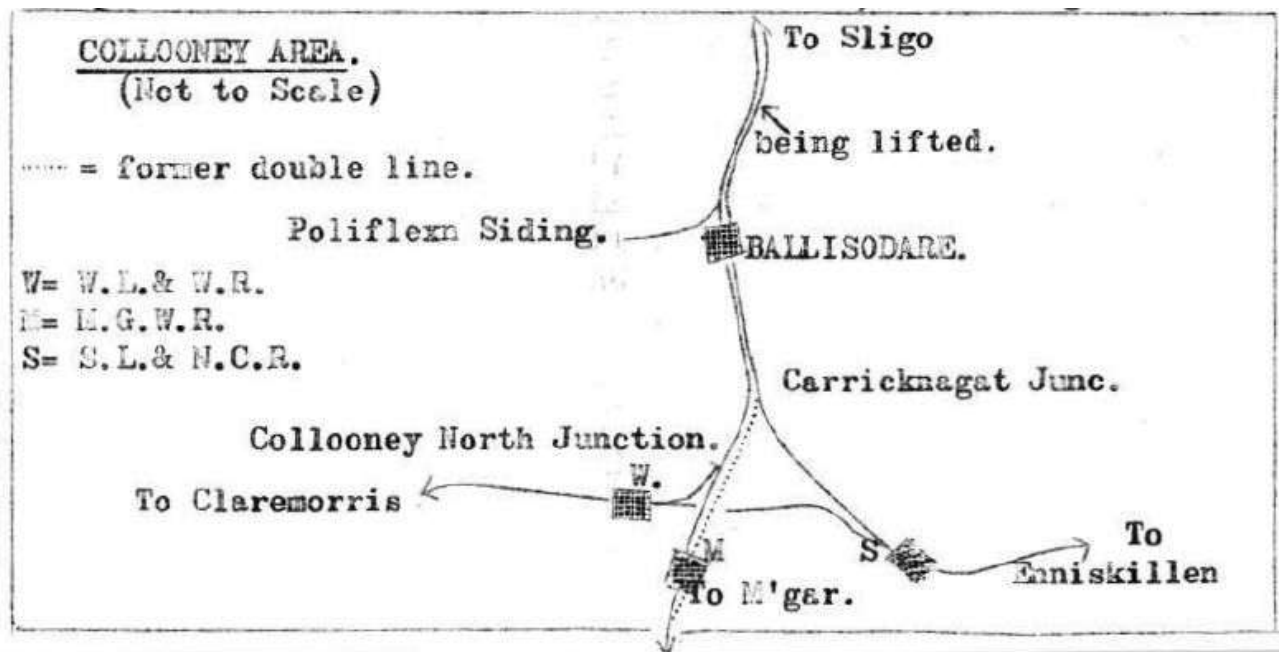 COLLOONEY AREA.
(Not to Scale)
To Sligo
being lifted.
...... = former double line.
Poliflexn Siding.
BALLISODARE.
W= W.L.& W.R.
M= M.G.W.R.
S= S.L.& N.C.R.
Carricknagat Junc.
Collooney North Junction.
W.
To Claremorris
M
S
To
Enniskillen
To M'gar.